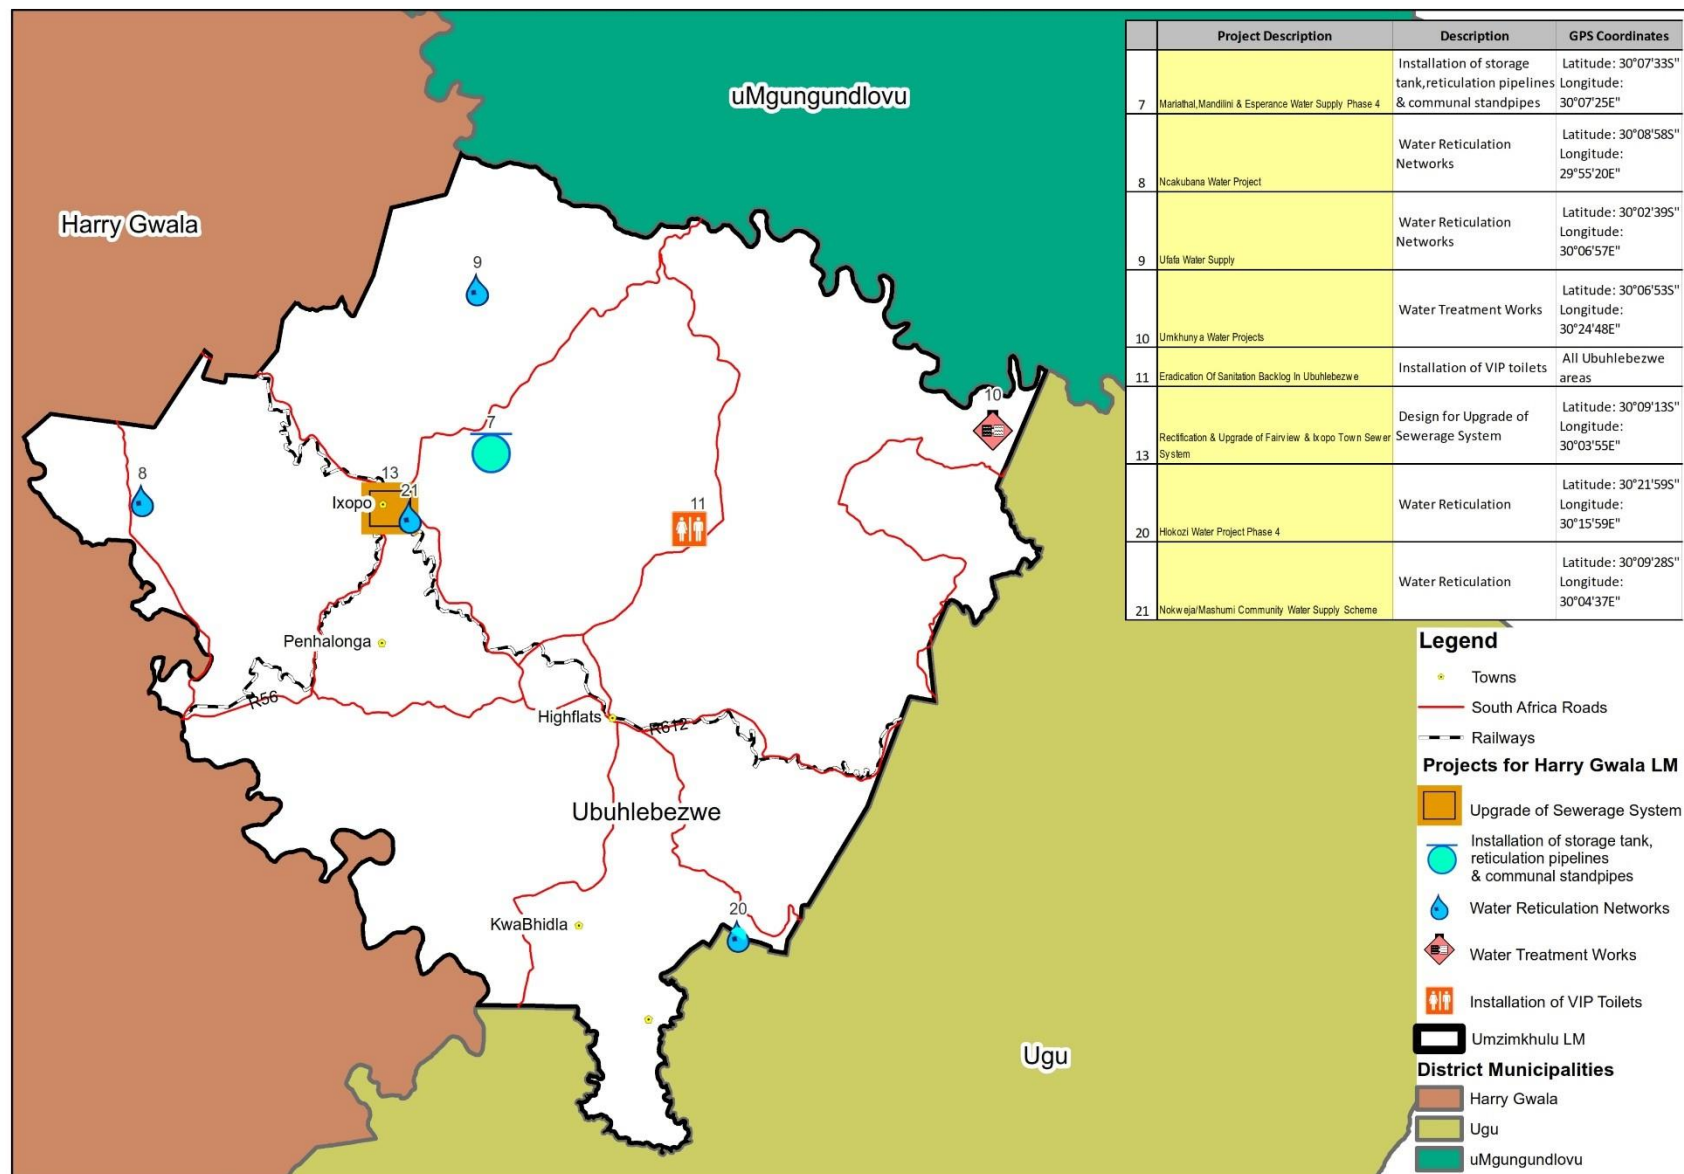 uMgungundlovu
Harry Gwala
9
10
7
8
13
21
Ixopo
11
Penhalonga
R56
Highflats
R612
Ubuhlebezwe
KwaBhidla
20
Ugu
Project Description Description GPS Coordinates
7 Mariathal,Mandilini & Esperance Water Supply Phase 4
Installation of storage
tank,reticulation pipelines
& communal standpipes
Latitude: 30°07'33S"
Longitude:
30°07'25E"
8 Ncakubana Water Project
Water Reticulation
Networks
Latitude: 30°08'58S"
Longitude:
29°55'20E"
9 Ufafa Water Supply
Water Reticulation
Networks
Latitude: 30°02'39S"
Longitude:
30°06'57E"
10 Umkhunya Water Projects
Water Treatment Works
Latitude: 30°06'53S"
Longitude:
30°24'48E"
11 Eradication Of Sanitation Backlog In Ubuhlebezwe
Installation of VIP toilets
All Ubuhlebezwe
areas
13 Rectification & Upgrade of Fairview & Ixopo Town Sewer
System
Design for Upgrade of
Sewerage System
Latitude: 30°09'13S"
Longitude:
30°03'55E"
20 Hlokozi Water Project Phase 4
Water Reticulation
Latitude: 30°21'59S"
Longitude:
30°15'59E"
21 Nokweja/Mashumi Community Water Supply Scheme
Water Reticulation
Latitude: 30°09'28S"
Longitude:
30°04'37E"
Legend
Towns
South Africa Roads
Railways
Projects for Harry Gwala LM
Upgrade of Sewerage System
Installation of storage tank,
reticulation pipelines
& communal standpipes
Water Reticulation Networks
Water Treatment Works
Installation of VIP Toilets
Umzimkhulu LM
District Municipalities
Harry Gwala
Ugu
uMgungundlovu